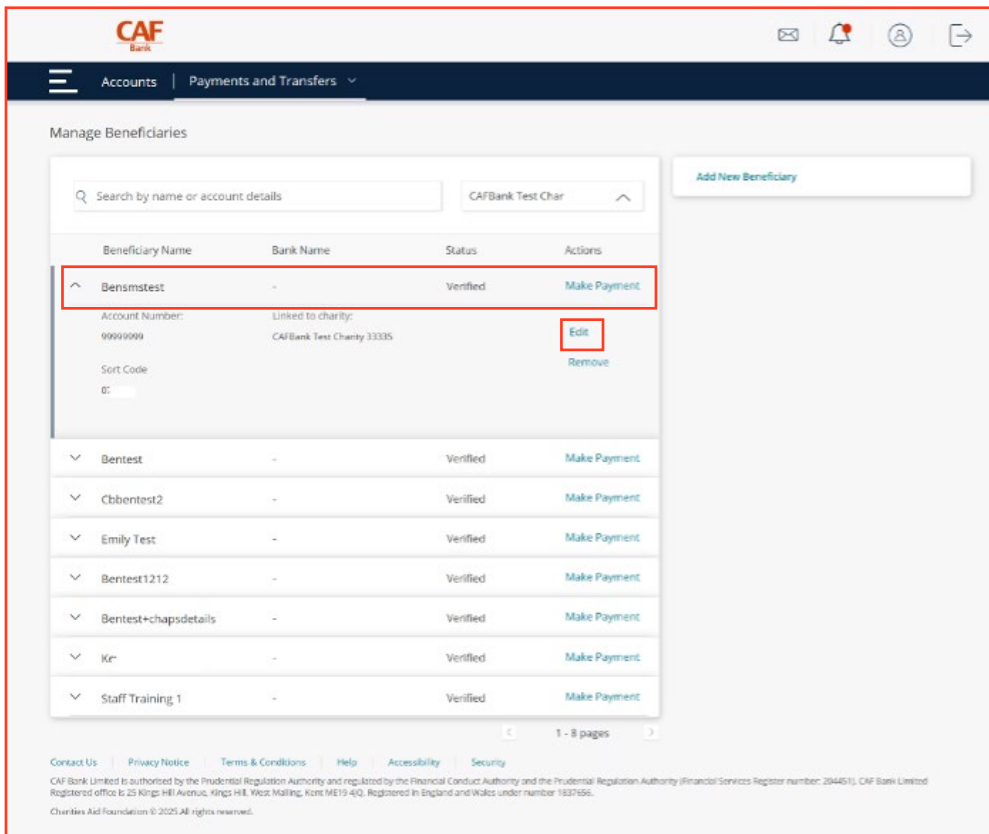 CAF
Bank
Accounts | Payments and Transfers
Manage Beneficiaries
Search by name or account details
CAFBank Test Char
Add New Beneficiary
Beneficiary Name Bank Name Status Actions
Bensmstest - Verified Make Payment
Account Number: Linked to charity:
99999999 CAFBank Test Charity 33335 Edit
Remove
Sort Code
Bentest - Verified Make Payment
Cbbentest2 - Verified Make Payment
Emily Test - Verified Make Payment
Bentest1212 - Verified Make Payment
Bentest+chapsdetails - Verified Make Payment
- Verified Make Payment
Staff Training 1 - Verified Make Payment
1 - 8 pages
Contact Us Privacy Notice Terms & Conditions Help Accessibility Security
CAF Bank Limited is authorised by the Prudential Regulation Authority and regulated by the Financial Conduct Authority and the Prudential Regulation Authority (Financial Services Register number: 204451). CAF Bank Limited
Registered office is 25 Kings Hill Avenue, Kings Hill, West Malling, Kent ME19 4JQ. Registered in England and Wales under number 1837656.
Charities Aid Foundation © 2025.All rights reserved.